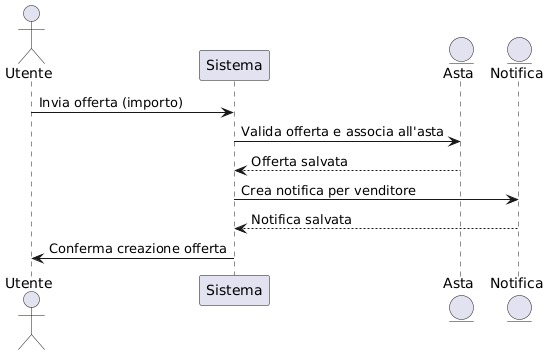 Utente
Sistema
Asta
Notifica
Invia offerta (importo)
Valida offerta e associa all'asta
Offerta salvata
Crea notifica per venditore
Notifica salvata
Conferma creazione offerta
Utente
Sistema
Asta
Notifica